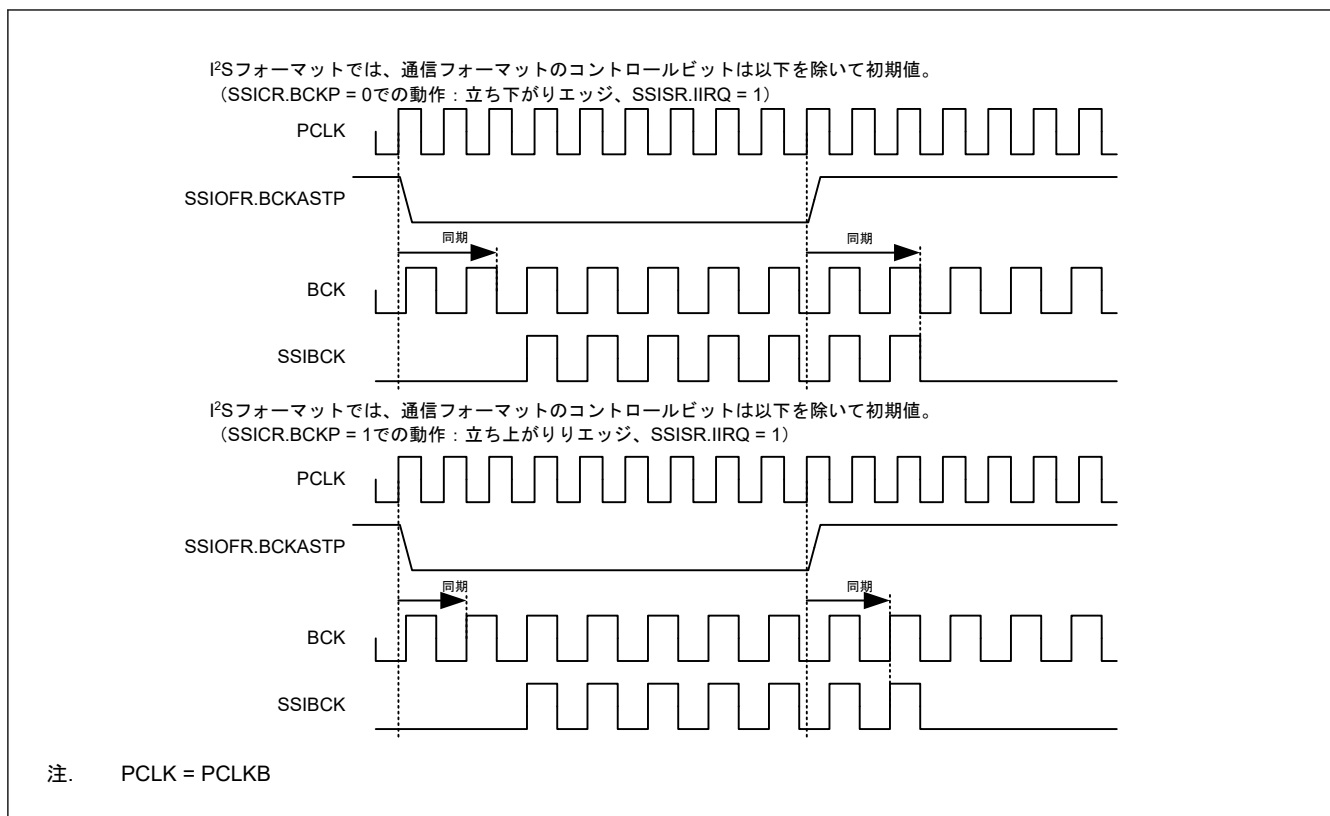 I²Sフォーマットでは、通信フォーマットのコントロールビットは以下を除いて初期値。
（SSICR.BCKP = 0での動作：立ち下がりエッジ、SSISR.IIRQ = 1）
PCLK
SSIOFR.BCKASTP
同期
同期
BCK
SSIBCK
I²Sフォーマットでは、通信フォーマットのコントロールビットは以下を除いて初期値。
（SSICR.BCKP = 1での動作：立ち上がりりエッジ、SSISR.IIRQ = 1）
PCLK
SSIOFR.BCKASTP
同期
同期
BCK
SSIBCK
注. PCLK = PCLKB